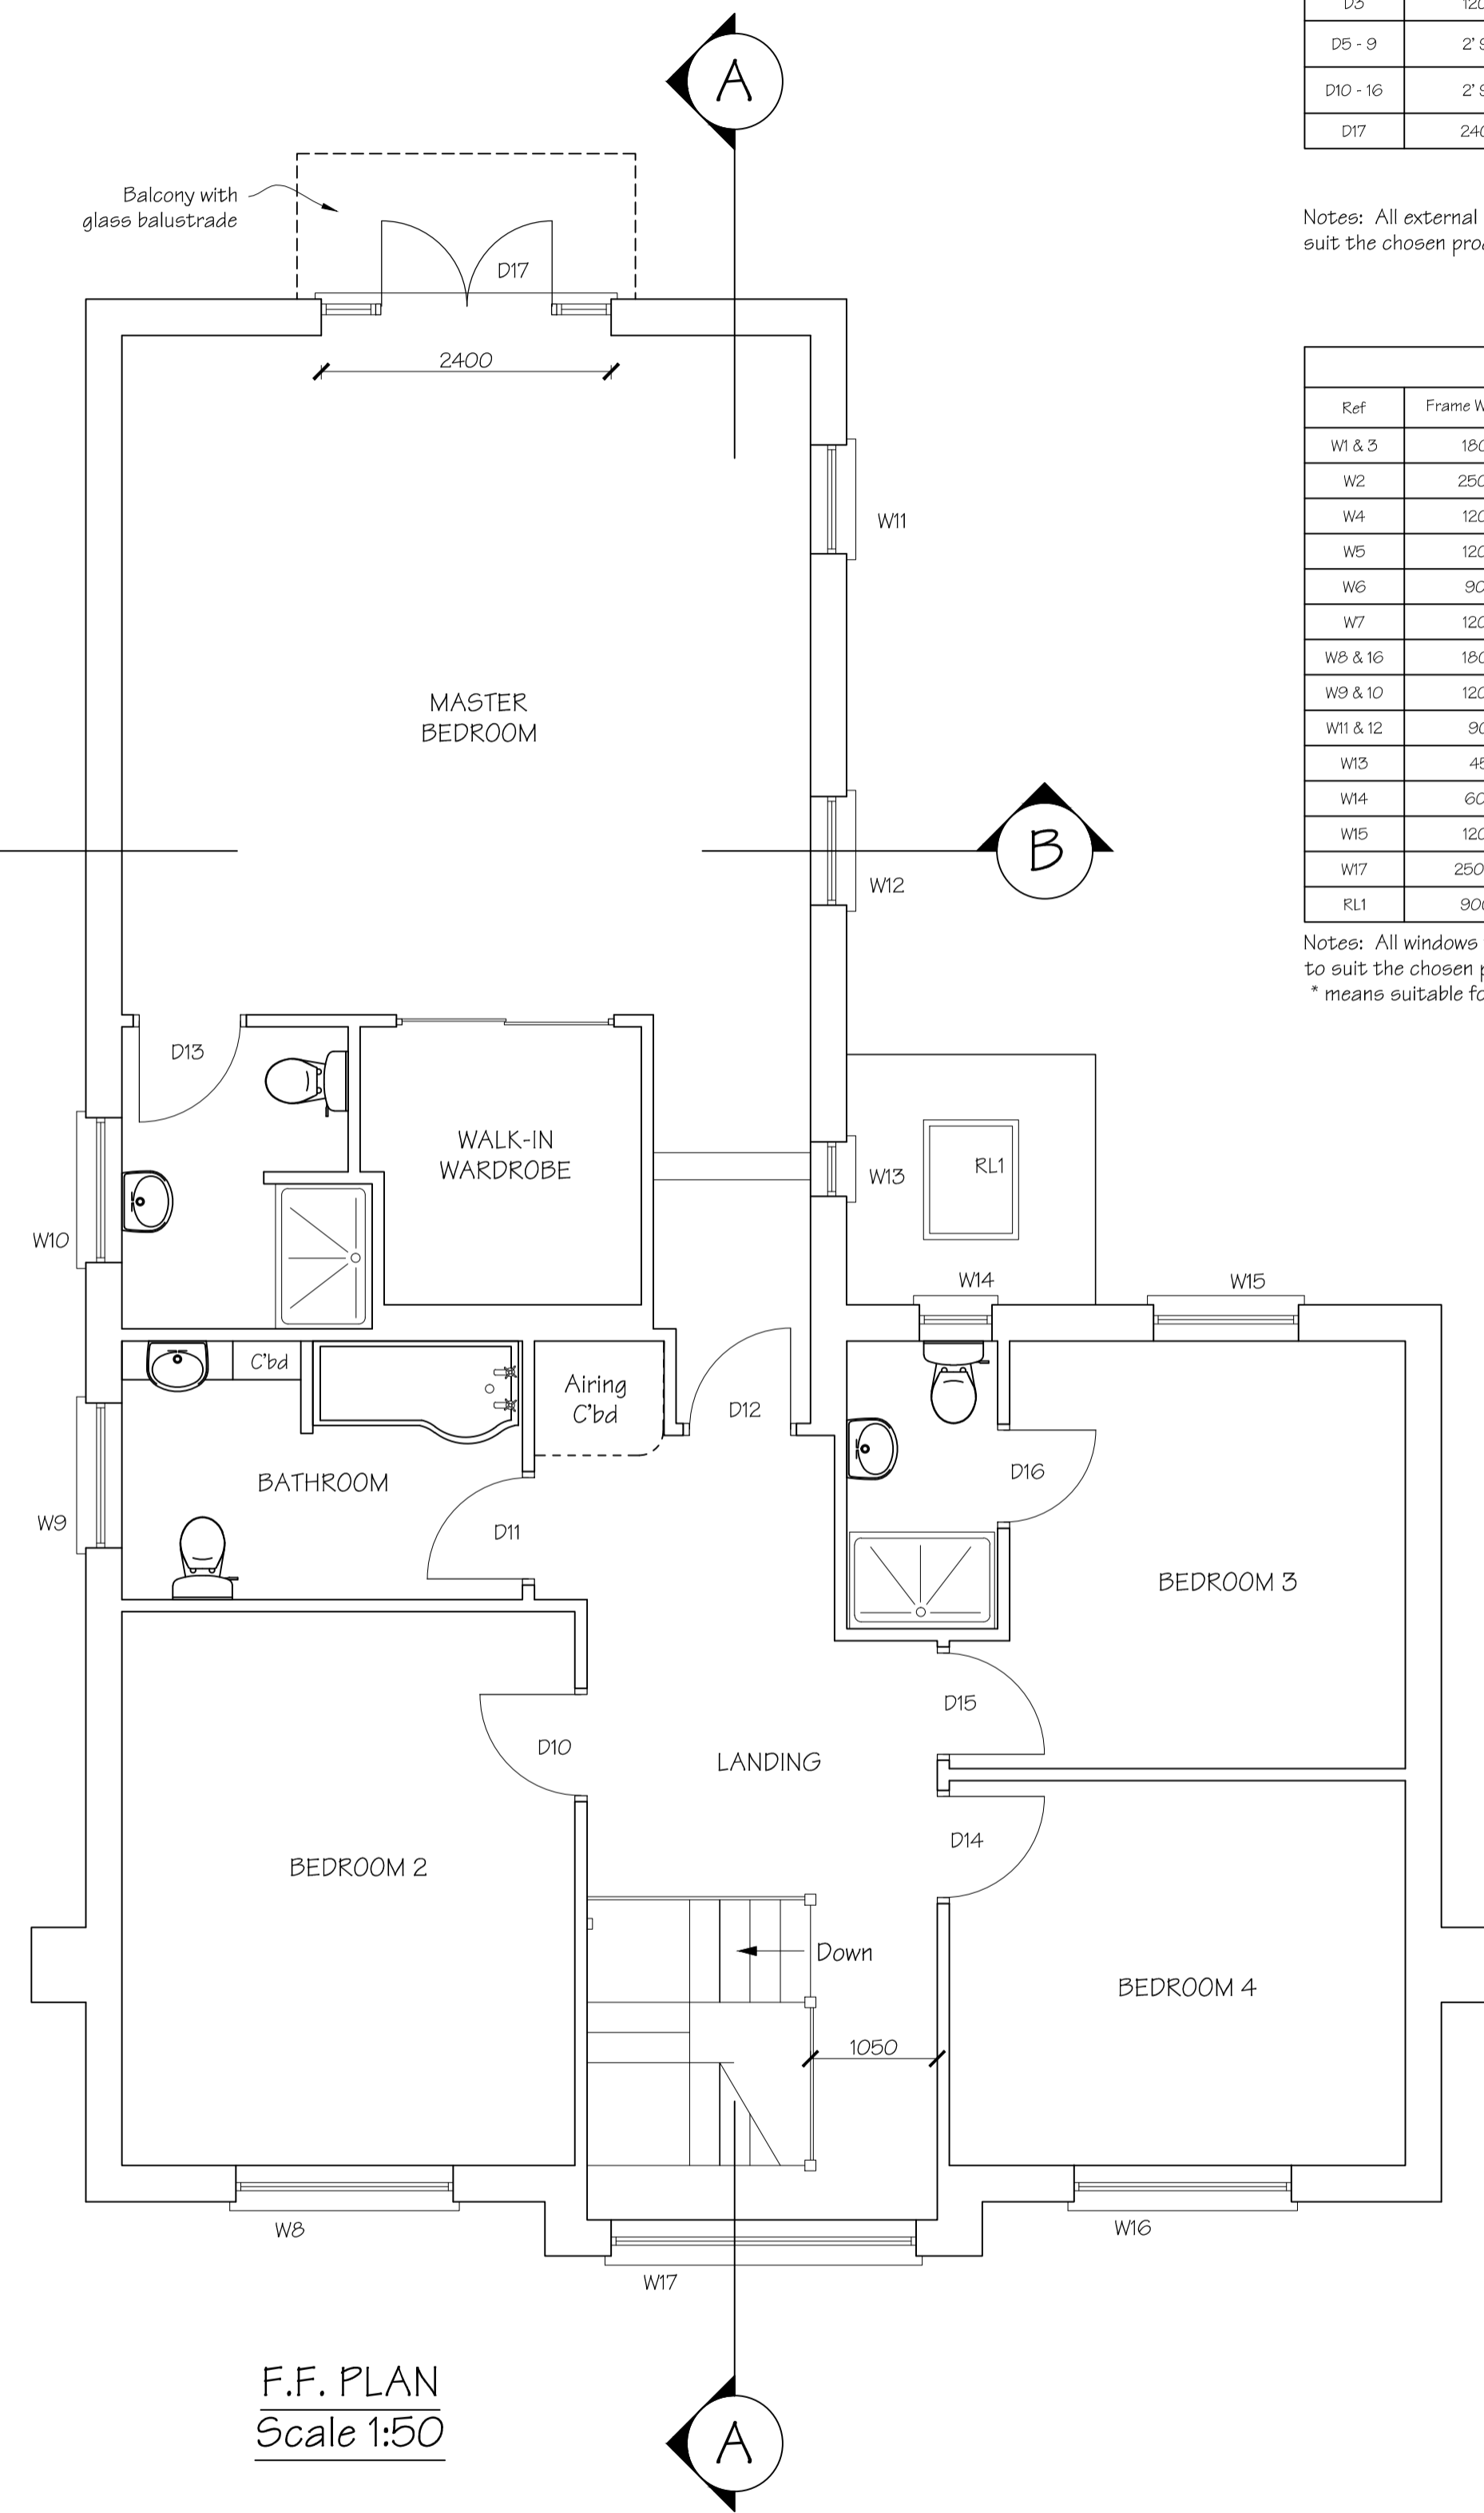 A
Balcony with
glass balustrade
D17
2400
W11
MASTER
BEDROOM
B
W12
D13
WALK-IN
WARDROBE
W13
RL1
W10
W14
W15
C'bd
Airing
C'bd
D12
D16
BATHROOM
D11
W9
BEDROOM 3
D15
D10
LANDING
D14
BEDROOM 2
Down
BEDROOM 4
1050
W8
W16
W17
F.F. PLAN
Scale 1:50
A
D3
D5 - 9
D10 - 16
D17
Notes: All external
suit the chosen
Ref Frame
W1 & 3
W2
W4
W5
W6
W7
W8 & 16
W9 & 10
W11 & 12
W13
W14
W15
W17
RL1
Notes: All windows
to suit the chosen
* means suitable